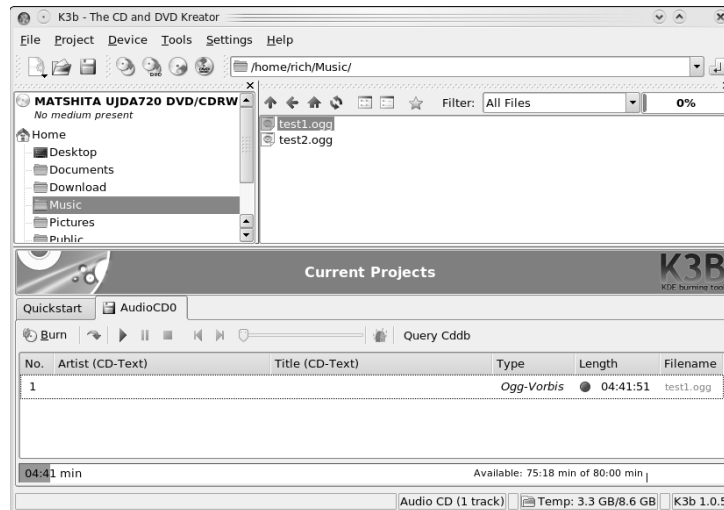 K3b - The CD and DVD Kreator
File Project Device Tools Settings Help
/home/rich/Music/
MATSHITA UJDA720 DVD/CDRW
No medium present
Home
Desktop
Documents
Download
Music
Pictures
Public
Filter: All Files 0%
test1.ogg
test2.ogg
Current Projects
K3B
KDE burning tool
Quickstart AudioCD0
Burn Query Cddb
No. Artist (CD-Text) Title (CD-Text) Type Length Filename
1 Ogg-Vorbis 04:41:51 test1.ogg
04:41 min Available: 75:18 min of 80:00 min
Audio CD (1 track) Temp: 3.3 GB/8.6 GB K3b 1.0.5